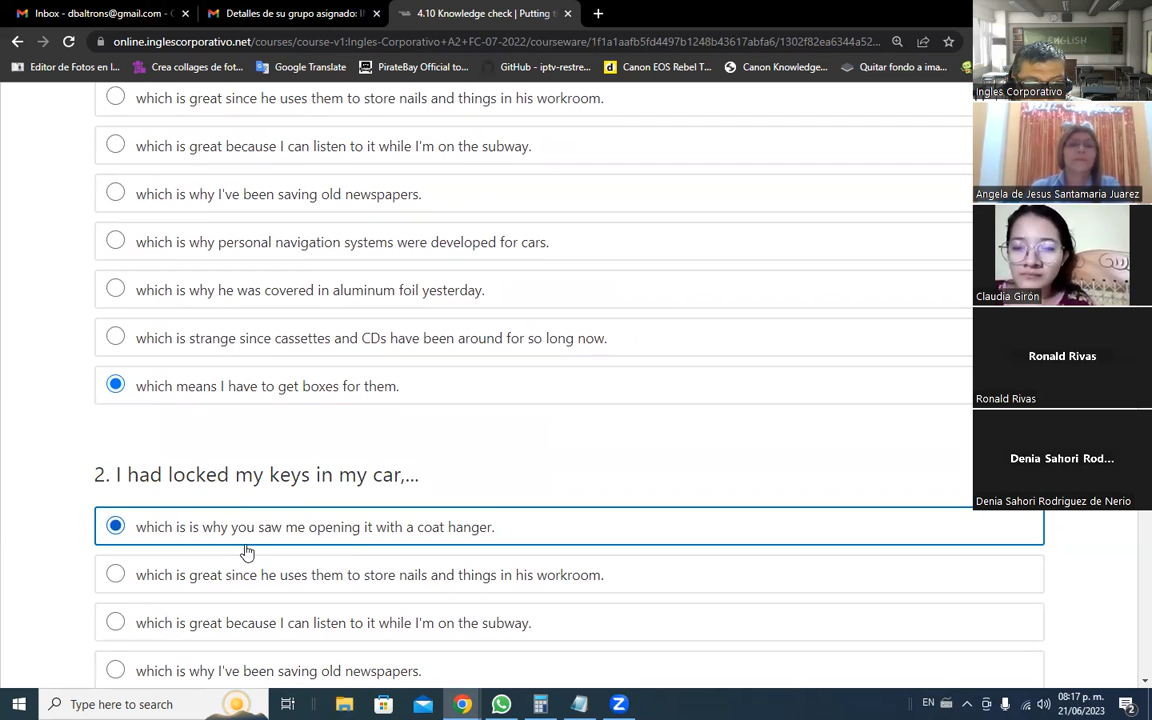 Inbox - dbaltrons@gmail.com -
Detalles de su grupo asignado: I
4.10 Knowledge check | Putting t
online.inglescorporativo.net/courses/course-v1:Ingles-Corporativo+A2+FC-07-2022/courseware/1f1a1aafb5fd4497b1248b43617abfa6/1302f82ea6344a52...
Editor de Fotos en l...
Crea collages de fot...
Google Translate
PirateBay Official to...
GitHub - iptv-restre...
Canon EOS Rebel T...
Canon Knowledge...
Quitar fondo a ima...
ENGLISH
Ingles Corporativo
which is great since he uses them to store nails and things in his workroom.
which is great because I can listen to it while I'm on the subway.
Angela de Jesus Santamaria Juarez
which is why I've been saving old newspapers.
which is why personal navigation systems were developed for cars.
which is why he was covered in aluminum foil yesterday.
Claudia Girón
which is strange since cassettes and CDs have been around for so long now.
Ronald Rivas
which means I have to get boxes for them.
Ronald Rivas
2. I had locked my keys in my car,...
Denia Sahori Rod...
Denia Sahori Rodriguez de Nerio
which is is why you saw me opening it with a coat hanger.
which is great since he uses them to store nails and things in his workroom.
which is great because I can listen to it while I'm on the subway.
which is why I've been saving old newspapers.
Type here to search
EN
08:17 p. m.
21/06/2023
2